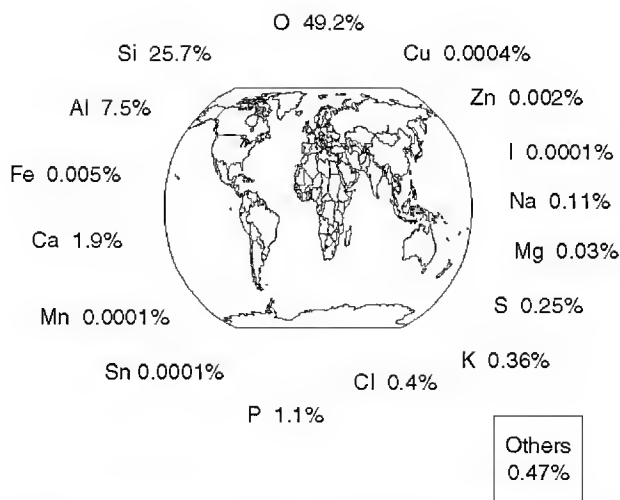 O 49.2%
Si 25.7%
Cu 0.0004%
Al 7.5%
Zn 0.002%
I 0.0001%
Fe 0.005%
Na 0.11%
Ca 1.9%
Mg 0.03%
S 0.25%
Mn 0.0001%
K 0.36%
Sn 0.0001%
Cl 0.4%
P 1.1%
Others
0.47%